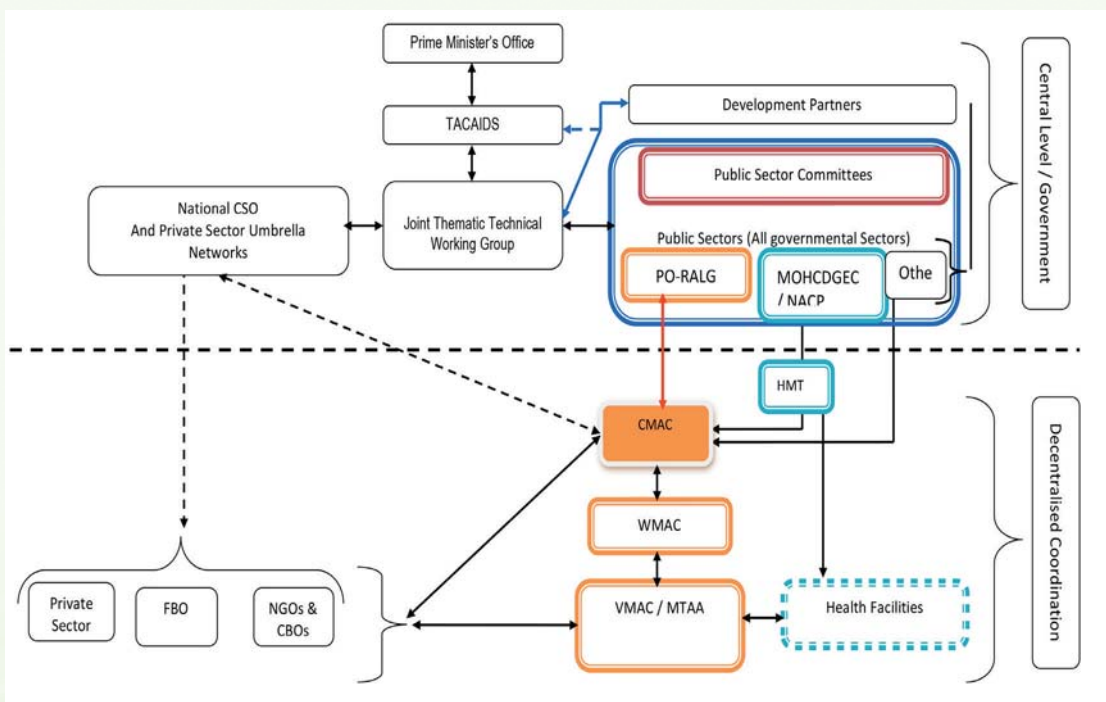 Prime Minister's Office
TACAIDS
Development Partners
Public Sector Committees
National CSO
And Private Sector Umbrella
Networks
Joint Thematic Technical
Working Group
Public Sectors (All governmental Sectors)
PO-RALG
MOHCDGEC
/ NACP
Othe
Central Level / Government
HMT
CMAC
WMAC
VMAC / MTAA
Health Facilities
Private
Sector
FBO
NGOs &
CBOs
Decentralised Coordination